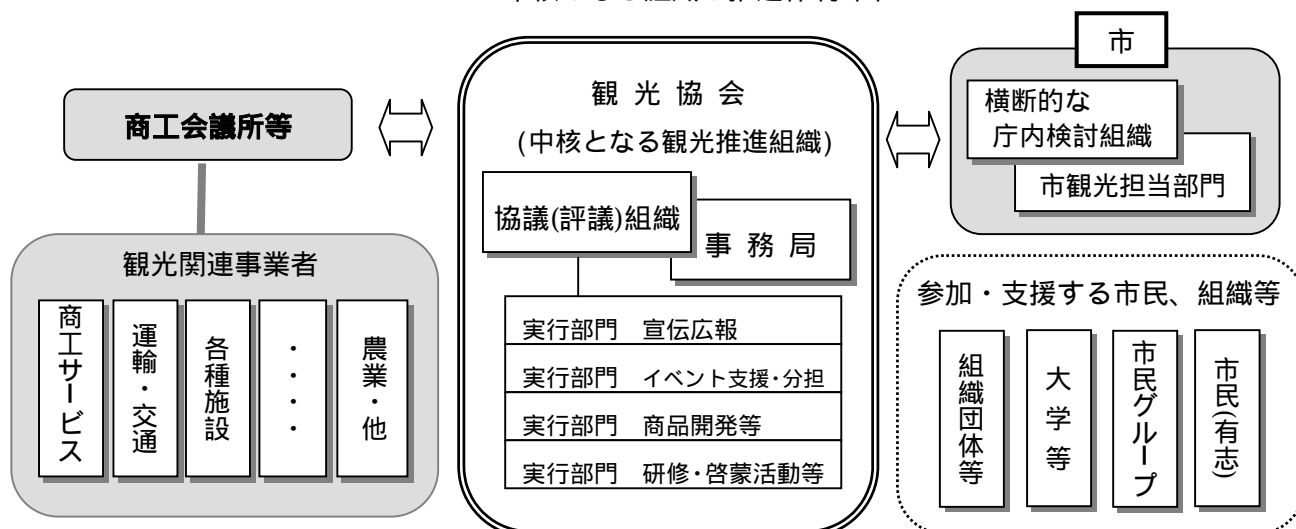 市
商工会議所等
観光協会
(中核となる観光推進組織)
協議(評議)組織
事務局
実行部門 宣伝広報
実行部門 イベント支援・分担
実行部門 商品開発等
実行部門 研修・啓蒙活動等
横断的な
庁内検討組織
市観光担当部門
観光関連事業者
商工サービス
運輸・交通
各種施設
・・・・
農業・他
参加・支援する市民、組織等
組織団体等
大学等
市民グループ
市民(有志)